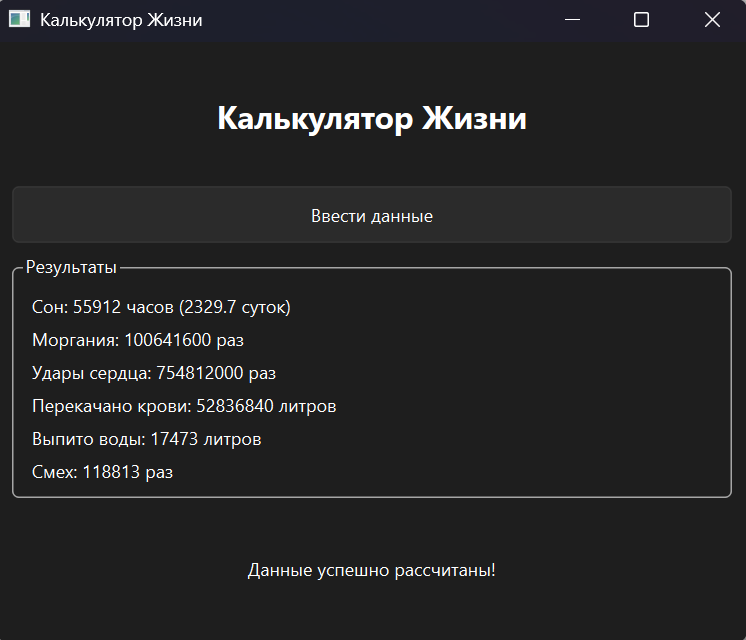 Калькулятор Жизни
Калькулятор Жизни
Ввести данные
Результаты
Сон: 55912 часов (2329.7 суток)
Моргания: 100641600 раз
Удары сердца: 754812000 раз
Перекачано крови: 52836840 литров
Выпито воды: 17473 литров
Смех: 118813 раз
Данные успешно рассчитаны!